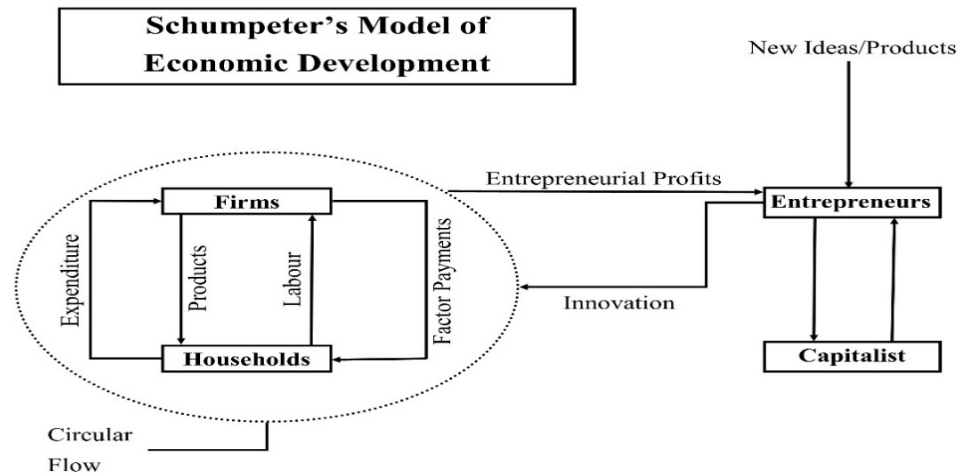 Schumpeter's Model of
Economic Development
New Ideas/Products
Entrepreneurial Profits
Firms
Entrepreneurs
Expenditure
Products
Labour
Factor Payments
Innovation
Households
Capitalist
Circular
Flow